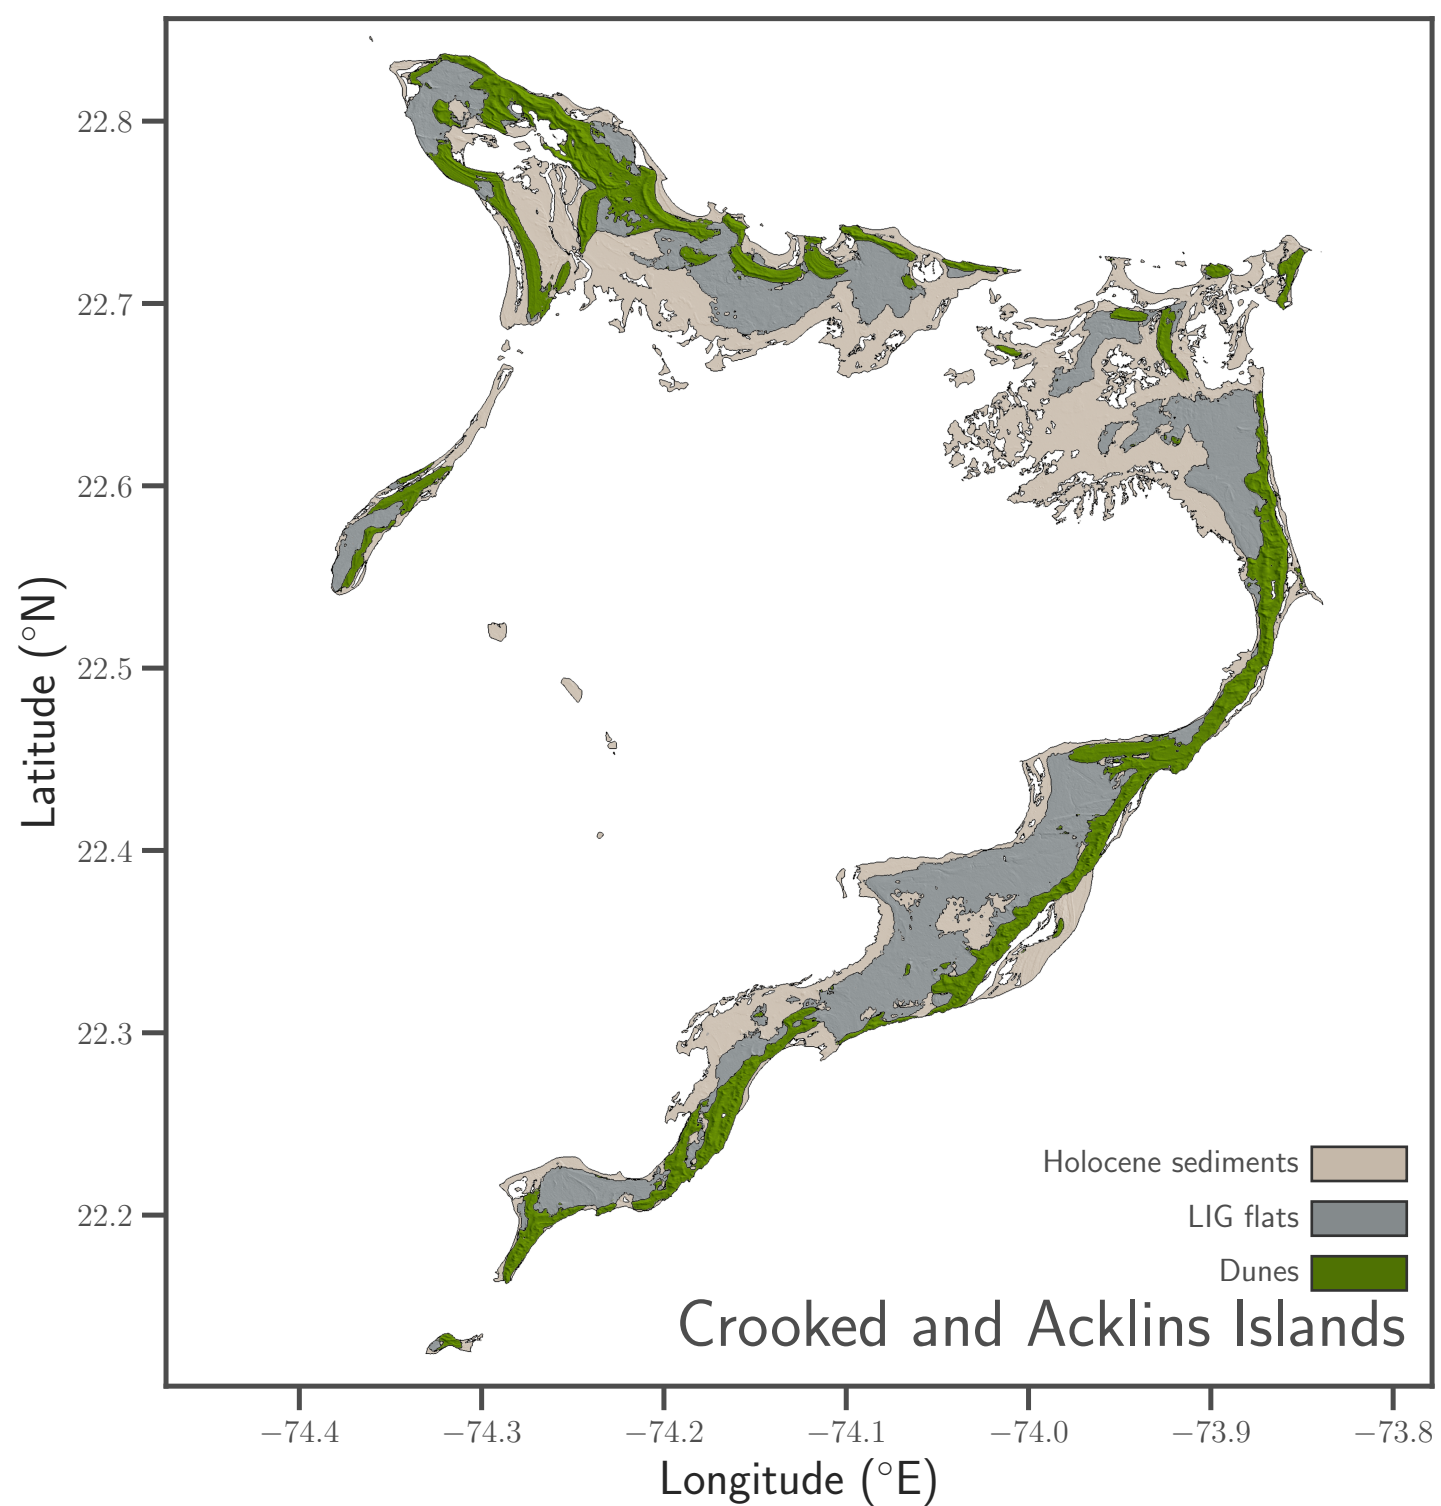 22.8
22.7
22.6
22.5
22.4
22.3
22.2
Latitude (°N)
Holocene sediments
LIG flats
Dunes
Crooked and Acklins Islands
−74.4
−74.3
−74.2
−74.1
−74.0
−73.9
−73.8
Longitude (°E)